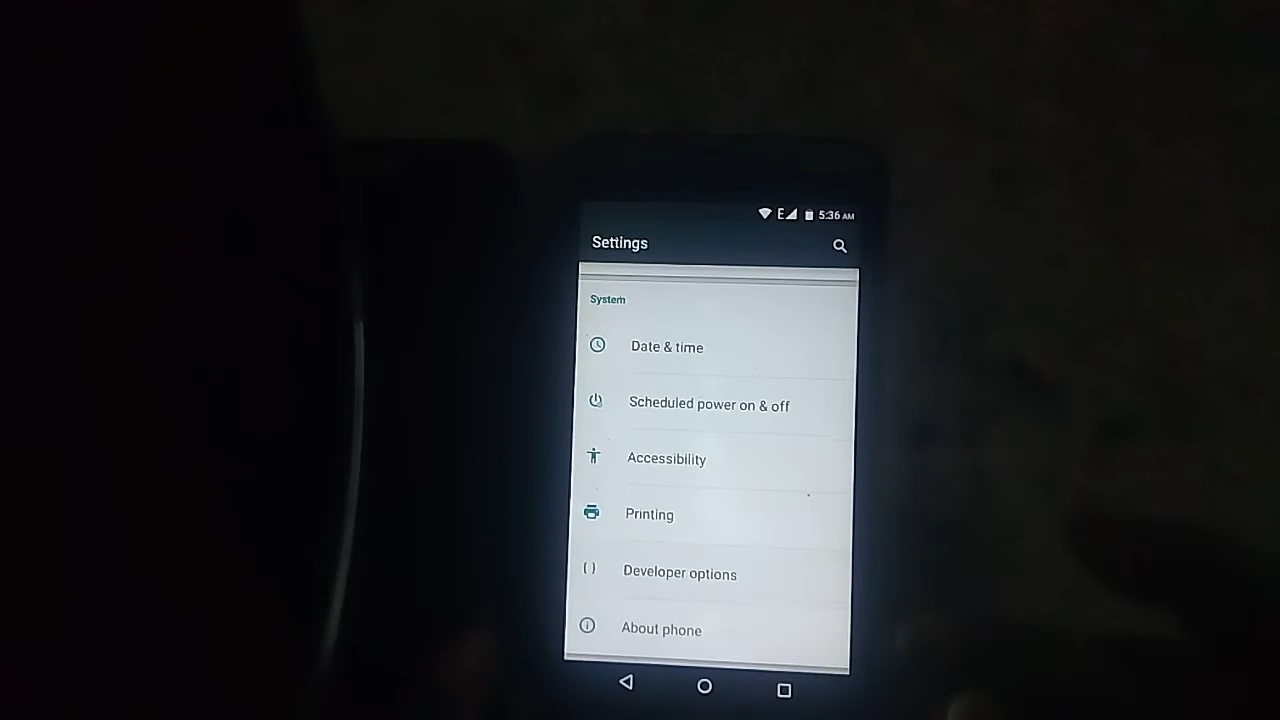 E 5:36 AM
Settings
System
Date & time
Scheduled power on & off
Accessibility
Printing
Developer options
About phone